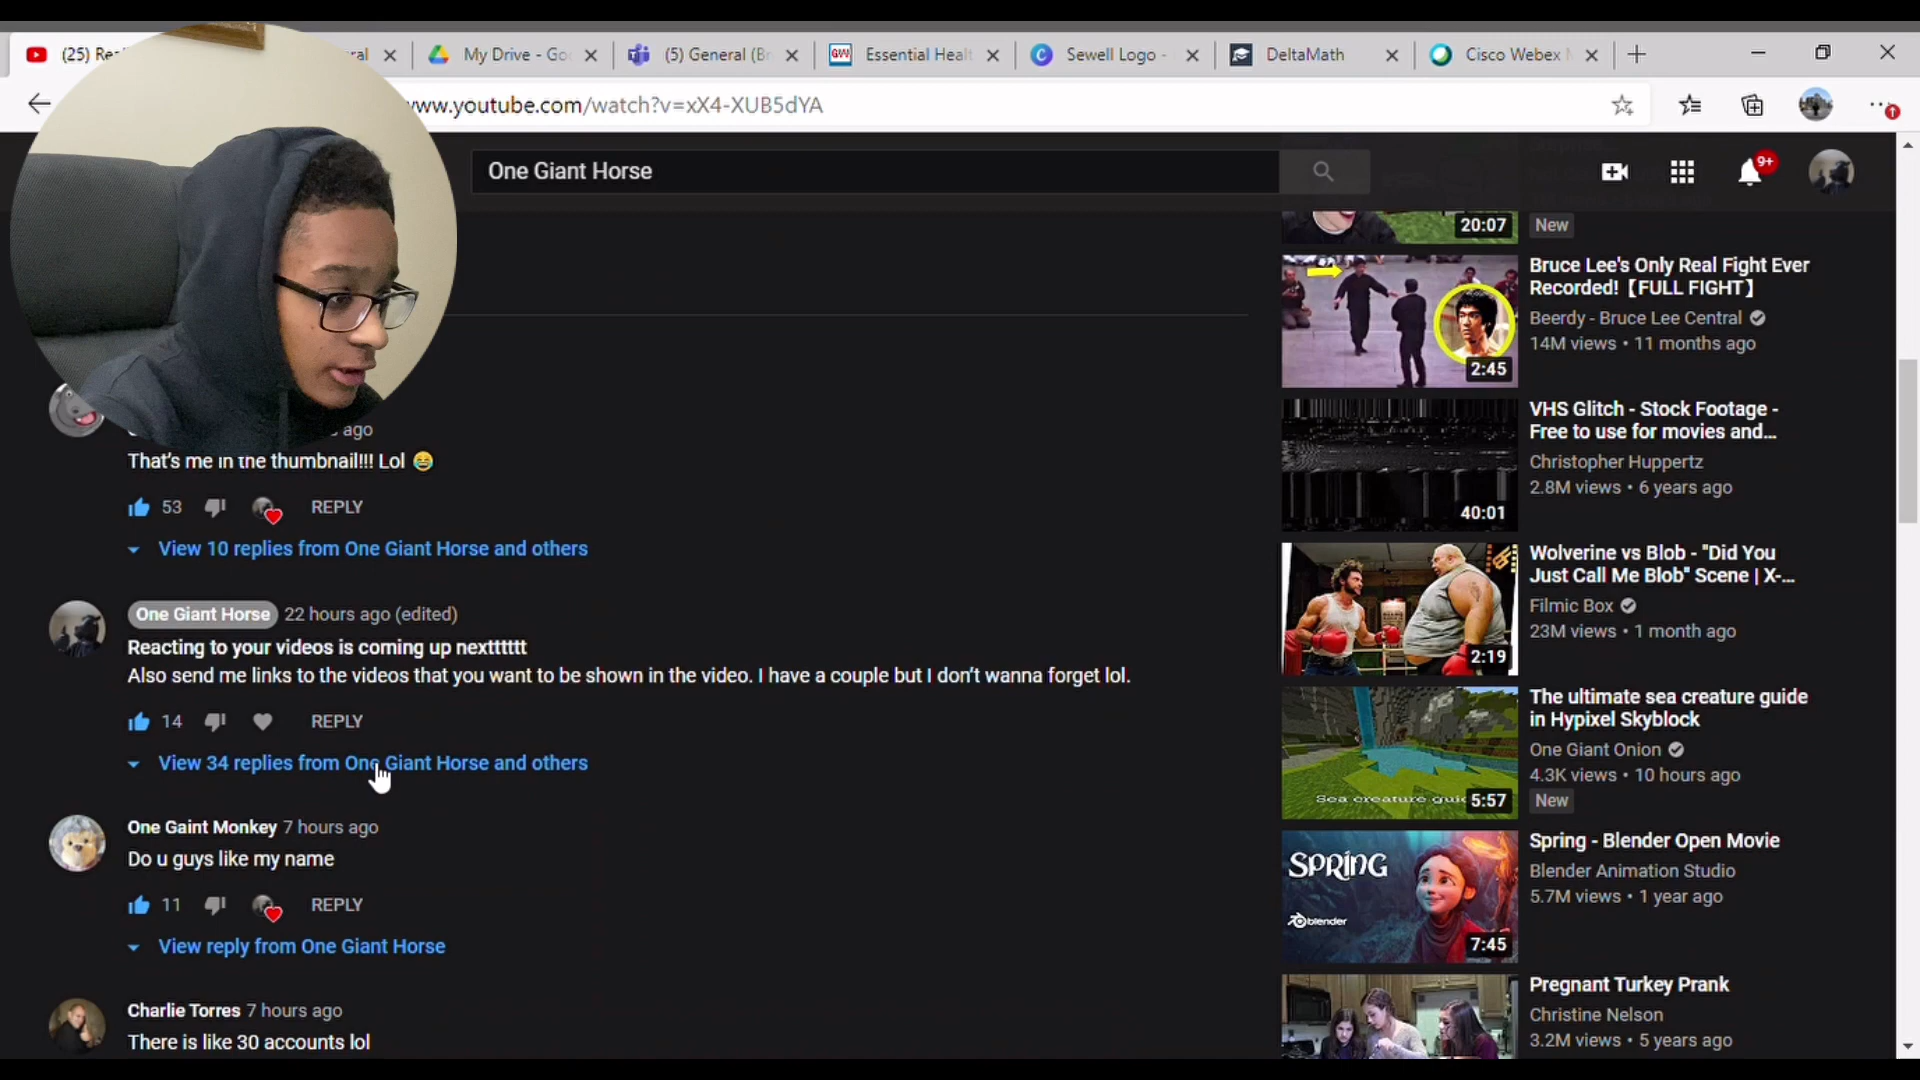 (25) Rea
ral
My Drive - Go
(5) General (Br
GW
Essential Healt
Sewell Logo -
DeltaMath
Cisco Webex
www.youtube.com/watch?v=xX4-XUB5dYA
One Giant Horse
9+
20:07
New
Bruce Lee's Only Real Fight Ever
Recorded!【FULL FIGHT】
Beerdy - Bruce Lee Central
14M views • 11 months ago
2:45
VHS Glitch - Stock Footage -
Free to use for movies and...
Christopher Huppertz
2.8M views • 6 years ago
40:01
ago
That's me in the thumbnail!!! Lol 😂
53
REPLY
View 10 replies from One Giant Horse and others
Wolverine vs Blob - "Did You
Just Call Me Blob" Scene | X-...
Filmic Box
23M views • 1 month ago
2:19
One Giant Horse 22 hours ago (edited)
Reacting to your videos is coming up nextttttt
Also send me links to the videos that you want to be shown in the video. I have a couple but I don't wanna forget lol.
14
REPLY
View 34 replies from One Giant Horse and others
The ultimate sea creature guide
in Hypixel Skyblock
One Giant Onion
4.3K views • 10 hours ago
New
Sea creature gui
5:57
One Gaint Monkey 7 hours ago
Do u guys like my name
11
REPLY
View reply from One Giant Horse
Spring - Blender Open Movie
Blender Animation Studio
5.7M views • 1 year ago
SPRING
blender
7:45
Charlie Torres 7 hours ago
There is like 30 accounts lol
Pregnant Turkey Prank
Christine Nelson
3.2M views • 5 years ago